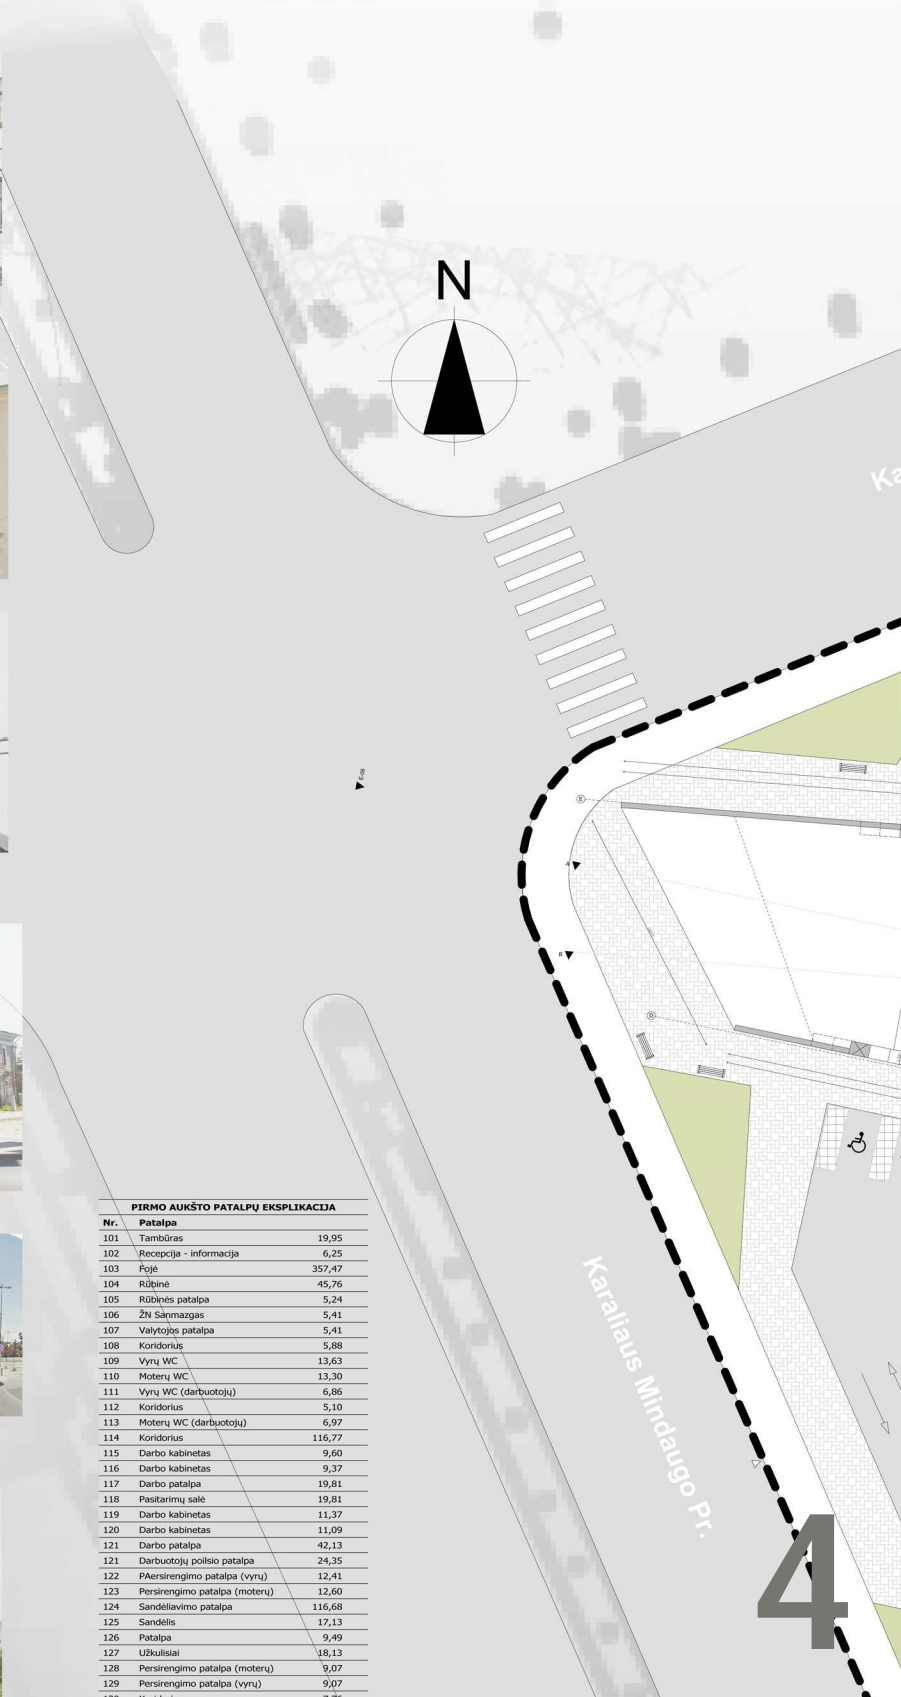 N
Ka
E-05
E
A
B
D
PIRMO AUKŠTO PATALPŲ EKSPLIKACIJA
Nr. Patalpa
101 Tambūras 19,95
102 Recepcija - informacija 6,25
103 Fojė 357,47
104 Rūbinė 45,76
105 Rūbinės patalpa 5,24
106 ŽN Sanmazgas 5,41
107 Valytojos patalpa 5,41
108 Koridorius 5,88
109 Vyrų WC 13,63
110 Moterų WC 13,30
111 Vyrų WC (darbuotojų) 6,86
112 Koridorius 5,10
113 Moterų WC (darbuotojų) 6,97
114 Koridorius 116,77
115 Darbo kabinetas 9,60
116 Darbo kabinetas 9,37
117 Darbo patalpa 19,81
118 Pasitarimų salė 19,81
119 Darbo kabinetas 11,37
120 Darbo kabinetas 11,09
121 Darbo patalpa 42,13
121 Darbuotojų poilsio patalpa 24,35
122 PAersirengimo patalpa (vyrų) 12,41
123 Persirengimo patalpa (moterų) 12,60
124 Sandėliavimo patalpa 116,68
125 Sandėlis 17,13
126 Patalpa 9,49
127 Užkulisiai 18,13
128 Persirengimo patalpa (moterų) 9,07
129 Persirengimo patalpa (vyrų) 9,07
Karaliaus Mindaugo Pr.
4